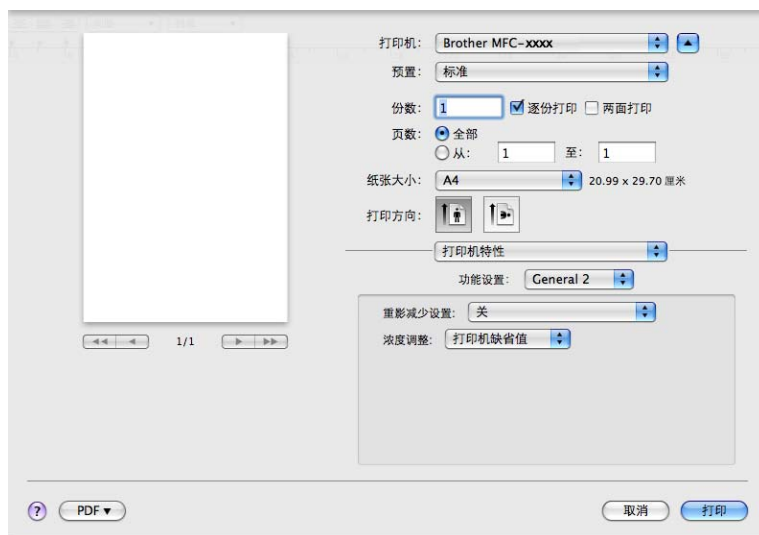 打印机: Brother MFC-xxxx
预置: 标准
份数: 1 逐份打印 两面打印
页数: 全部
从: 1 至: 1
纸张大小: A4 20.99 x 29.70 厘米
打印方向:
打印机特性
功能设置: General 2
重影减少设置: 关
浓度调整: 打印机缺省值
1/1
? PDF 取消 打印